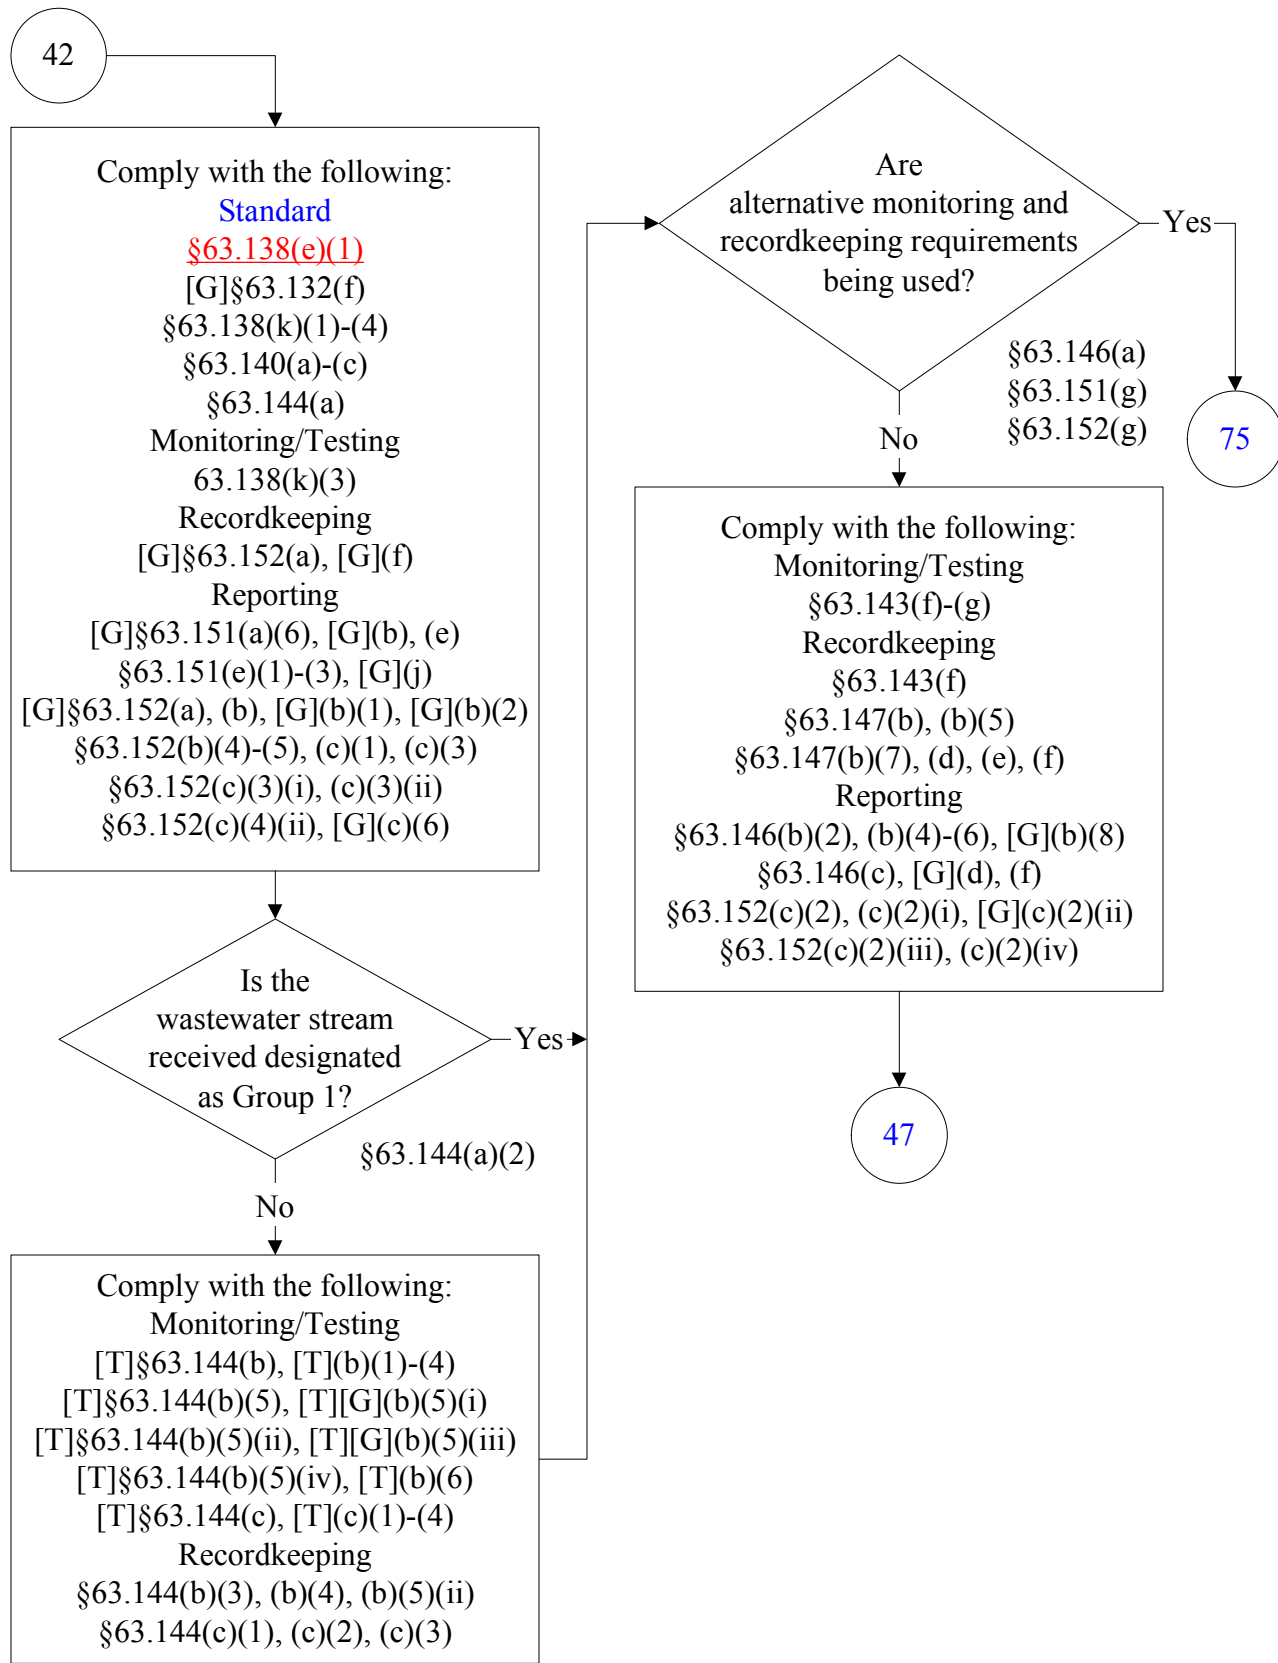 42
Comply with the following:
Standard
§63.138(e)(1)
[G]§63.132(f)
§63.138(k)(1)-(4)
§63.140(a)-(c)
§63.144(a)
Monitoring/Testing
63.138(k)(3)
Recordkeeping
[G]§63.152(a), [G](f)
Reporting
[G]§63.151(a)(6), [G](b), (e)
§63.151(e)(1)-(3), [G](j)
[G]§63.152(a), (b), [G](b)(1), [G](b)(2)
§63.152(b)(4)-(5), (c)(1), (c)(3)
§63.152(c)(3)(i), (c)(3)(ii)
§63.152(c)(4)(ii), [G](c)(6)
Is the
wastewater stream
received designated
as Group 1?
Yes
§63.144(a)(2)
No
Comply with the following:
Monitoring/Testing
[T]§63.144(b), [T](b)(1)-(4)
[T]§63.144(b)(5), [T][G](b)(5)(i)
[T]§63.144(b)(5)(ii), [T][G](b)(5)(iii)
[T]§63.144(b)(5)(iv), [T](b)(6)
[T]§63.144(c), [T](c)(1)-(4)
Recordkeeping
§63.144(b)(3), (b)(4), (b)(5)(ii)
§63.144(c)(1), (c)(2), (c)(3)
Are
alternative monitoring and
recordkeeping requirements
being used?
Yes
§63.146(a)
§63.151(g)
§63.152(g)
75
No
Comply with the following:
Monitoring/Testing
§63.143(f)-(g)
Recordkeeping
§63.143(f)
§63.147(b), (b)(5)
§63.147(b)(7), (d), (e), (f)
Reporting
§63.146(b)(2), (b)(4)-(6), [G](b)(8)
§63.146(c), [G](d), (f)
§63.152(c)(2), (c)(2)(i), [G](c)(2)(ii)
§63.152(c)(2)(iii), (c)(2)(iv)
47